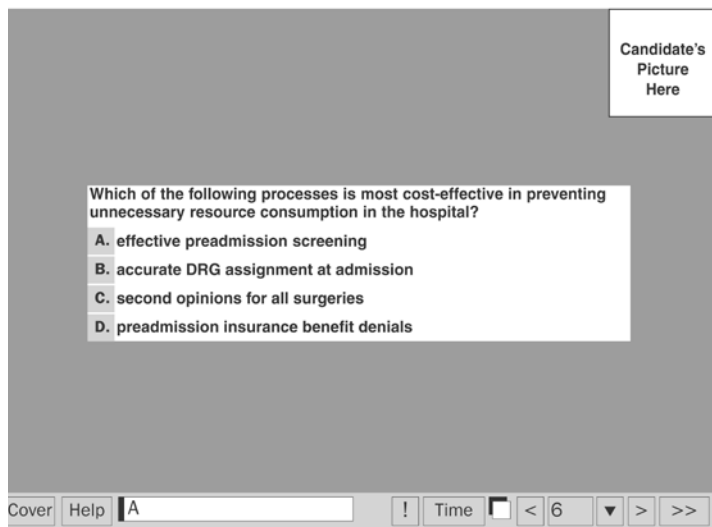 Candidate's
Picture
Here
Which of the following processes is most cost-effective in preventing
unnecessary resource consumption in the hospital?
A. effective preadmission screening
B. accurate DRG assignment at admission
C. second opinions for all surgeries
D. preadmission insurance benefit denials
Cover Help A ! Time < 6 ▼ > >>